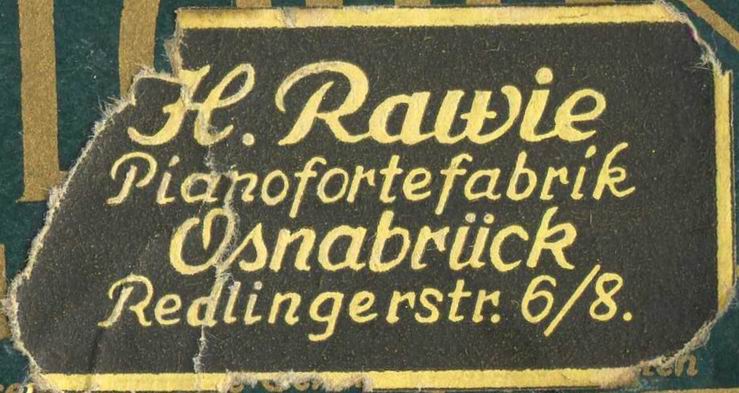 H. Rawie
Pianofortefabrik
Osnabrück
Redlingerstr. 6/8.